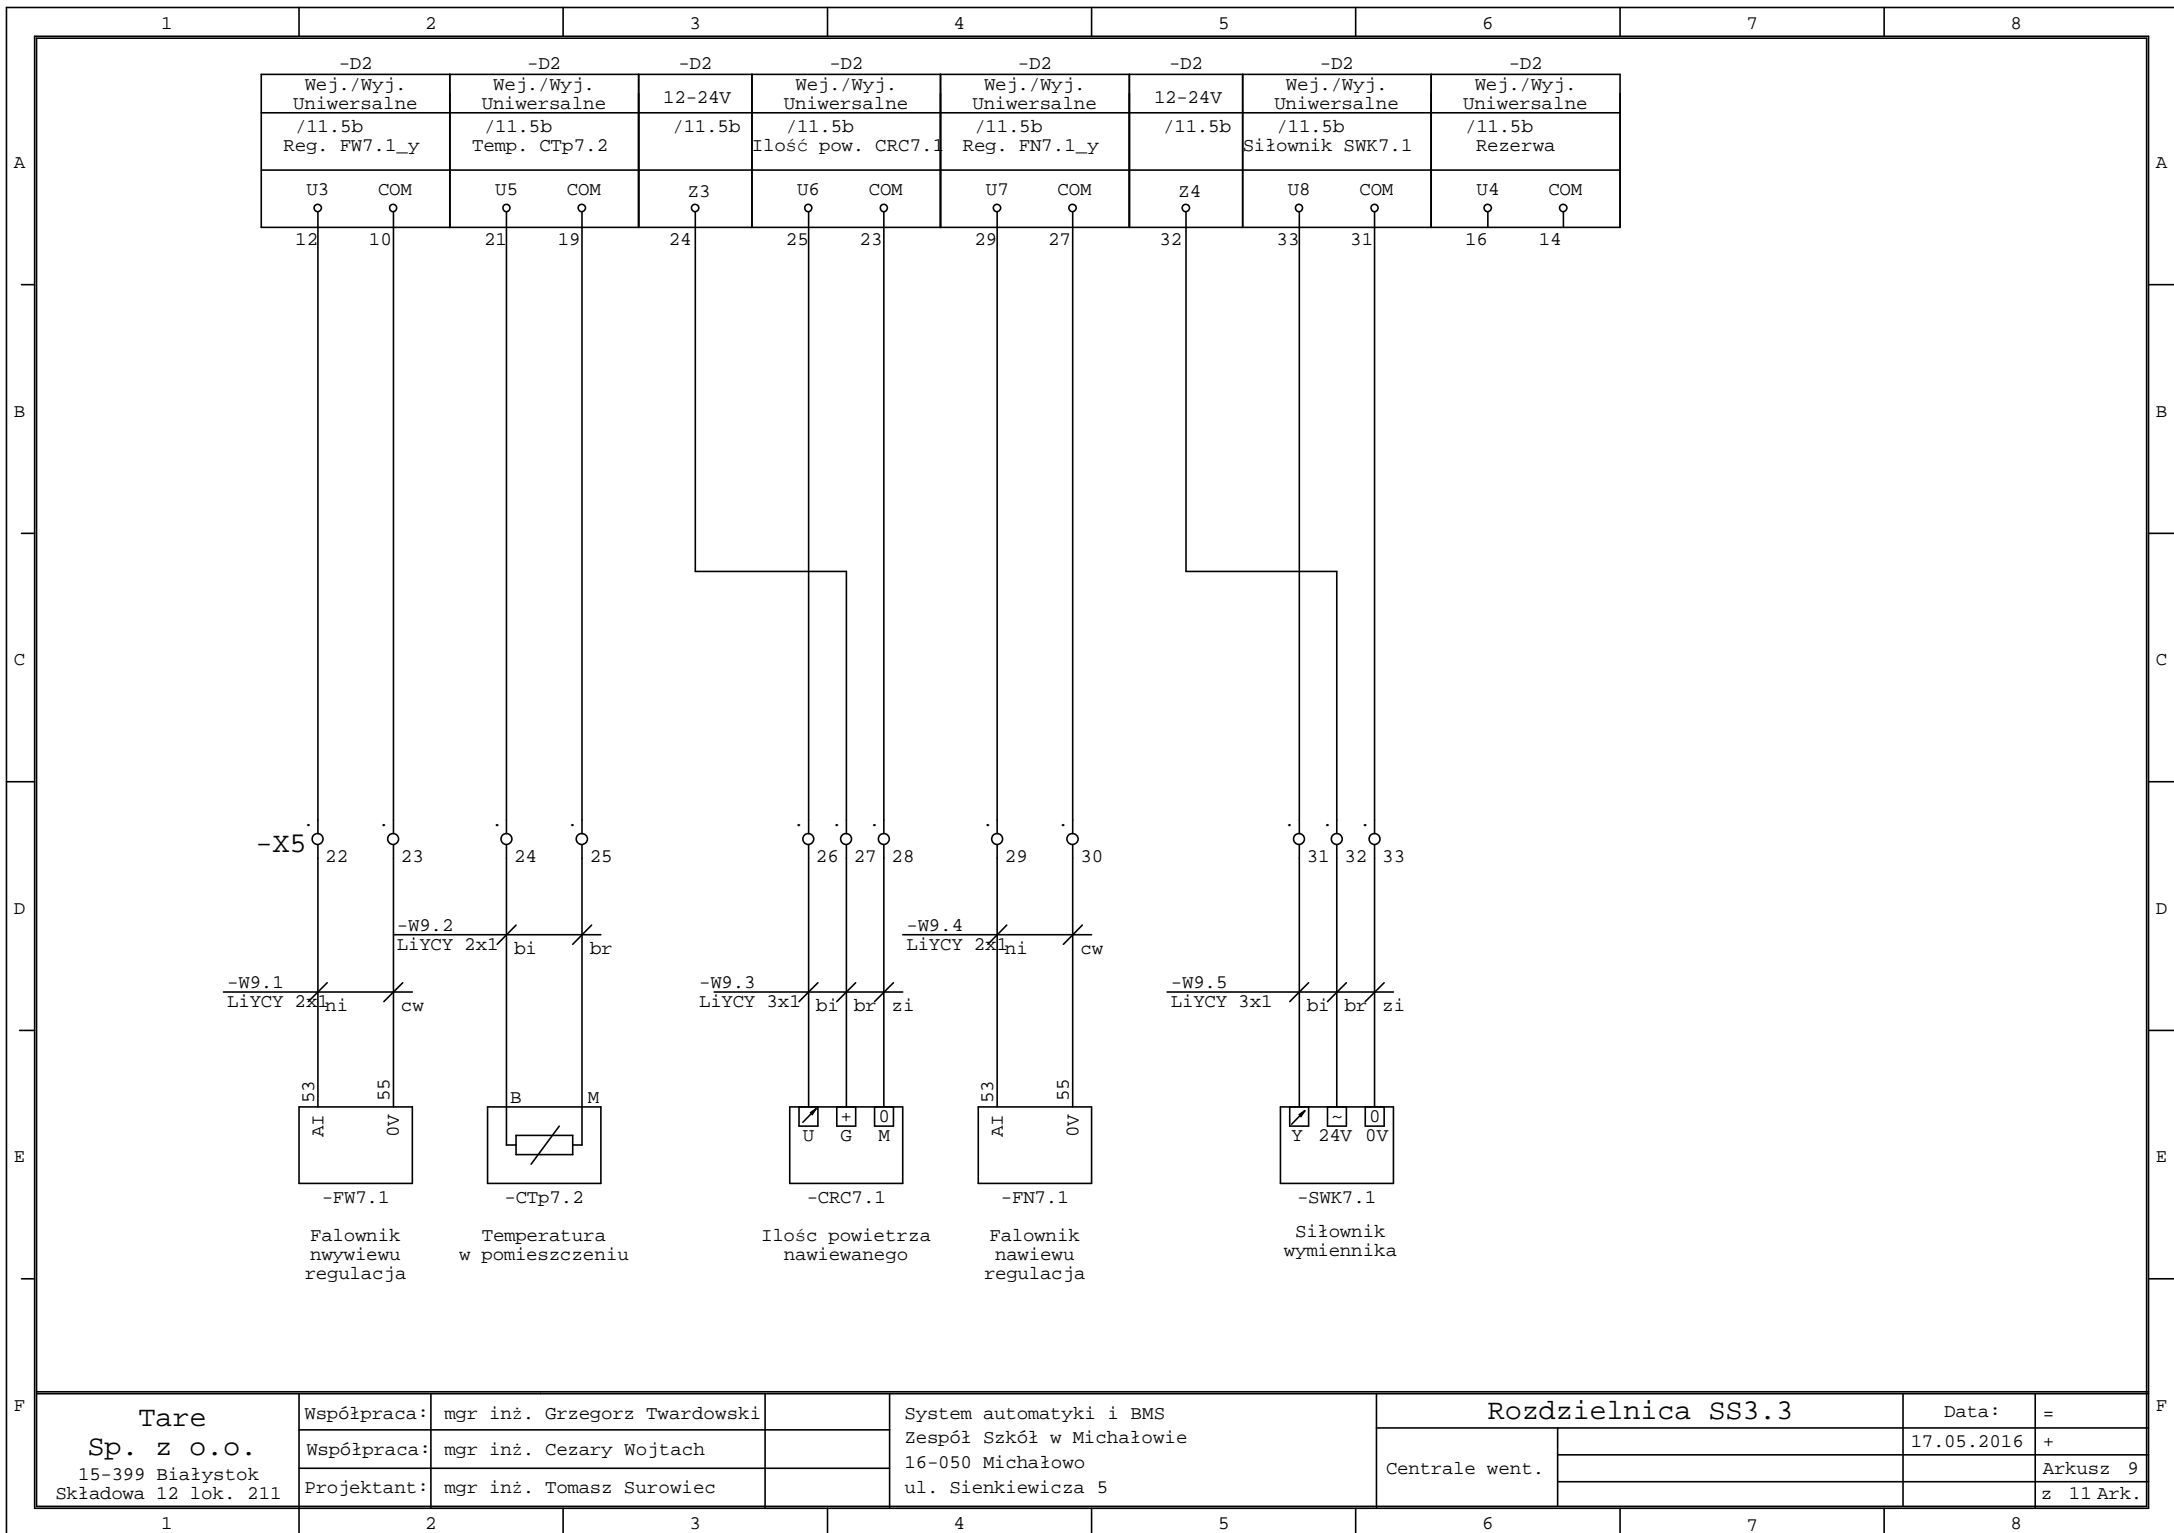 1 2 3 4 5 6 7 8
-D2 -D2 -D2 -D2 -D2 -D2 -D2 -D2
Wej./Wyj. Wej./Wyj. Wej./Wyj. Wej./Wyj. Wej./Wyj. Wej./Wyj.
Uniwersalne Uniwersalne 12-24V Uniwersalne Uniwersalne 12-24V Uniwersalne Uniwersalne
/11.5b /11.5b /11.5b /11.5b /11.5b /11.5b /11.5b /11.5b
Reg. FW7.1_y Temp. CTp7.2 Ilość pow. CRC7.1 Reg. FN7.1_y Siłownik SWK7.1 Rezerwa
A A
U3 COM U5 COM Z3 U6 COM U7 COM Z4 U8 COM U4 COM
12 10 21 19 24 25 23 29 27 32 33 31 16 14
B B
C C
-X5 22 23 24 25 26 27 28 29 30 31 32 33
D D
-W9.2 -W9.4
LiYCY 2x1 bi br LiYCY 2x1 ni cw
-W9.1 -W9.3 -W9.5
LiYCY 2x1 ni cw LiYCY 3x1 bi br zi LiYCY 3x1 bi br zi
53 55 B M 53 55
AI 0V + 0 AI 0V ~ 0
U G M Y 24V 0V
E E
-FW7.1 -CTp7.2 -CRC7.1 -FN7.1 -SWK7.1
Falownik Temperatura Ilośc powietrza Falownik Siłownik
nwywiewu w pomieszczeniu nawiewanego nawiewu wymiennika
regulacja regulacja
F F
Tare
Sp. z o.o.
15-399 Białystok
Składowa 12 lok. 211
Współpraca: mgr inż. Grzegorz Twardowski
Współpraca: mgr inż. Cezary Wojtach
Projektant: mgr inż. Tomasz Surowiec
System automatyki i BMS
Zespół Szkół w Michałowie
16-050 Michałowo
ul. Sienkiewicza 5
Rozdzielnica SS3.3
Centrale went.
Data: =
17.05.2016 +
Arkusz 9
z 11 Ark.
1 2 3 4 5 6 7 8